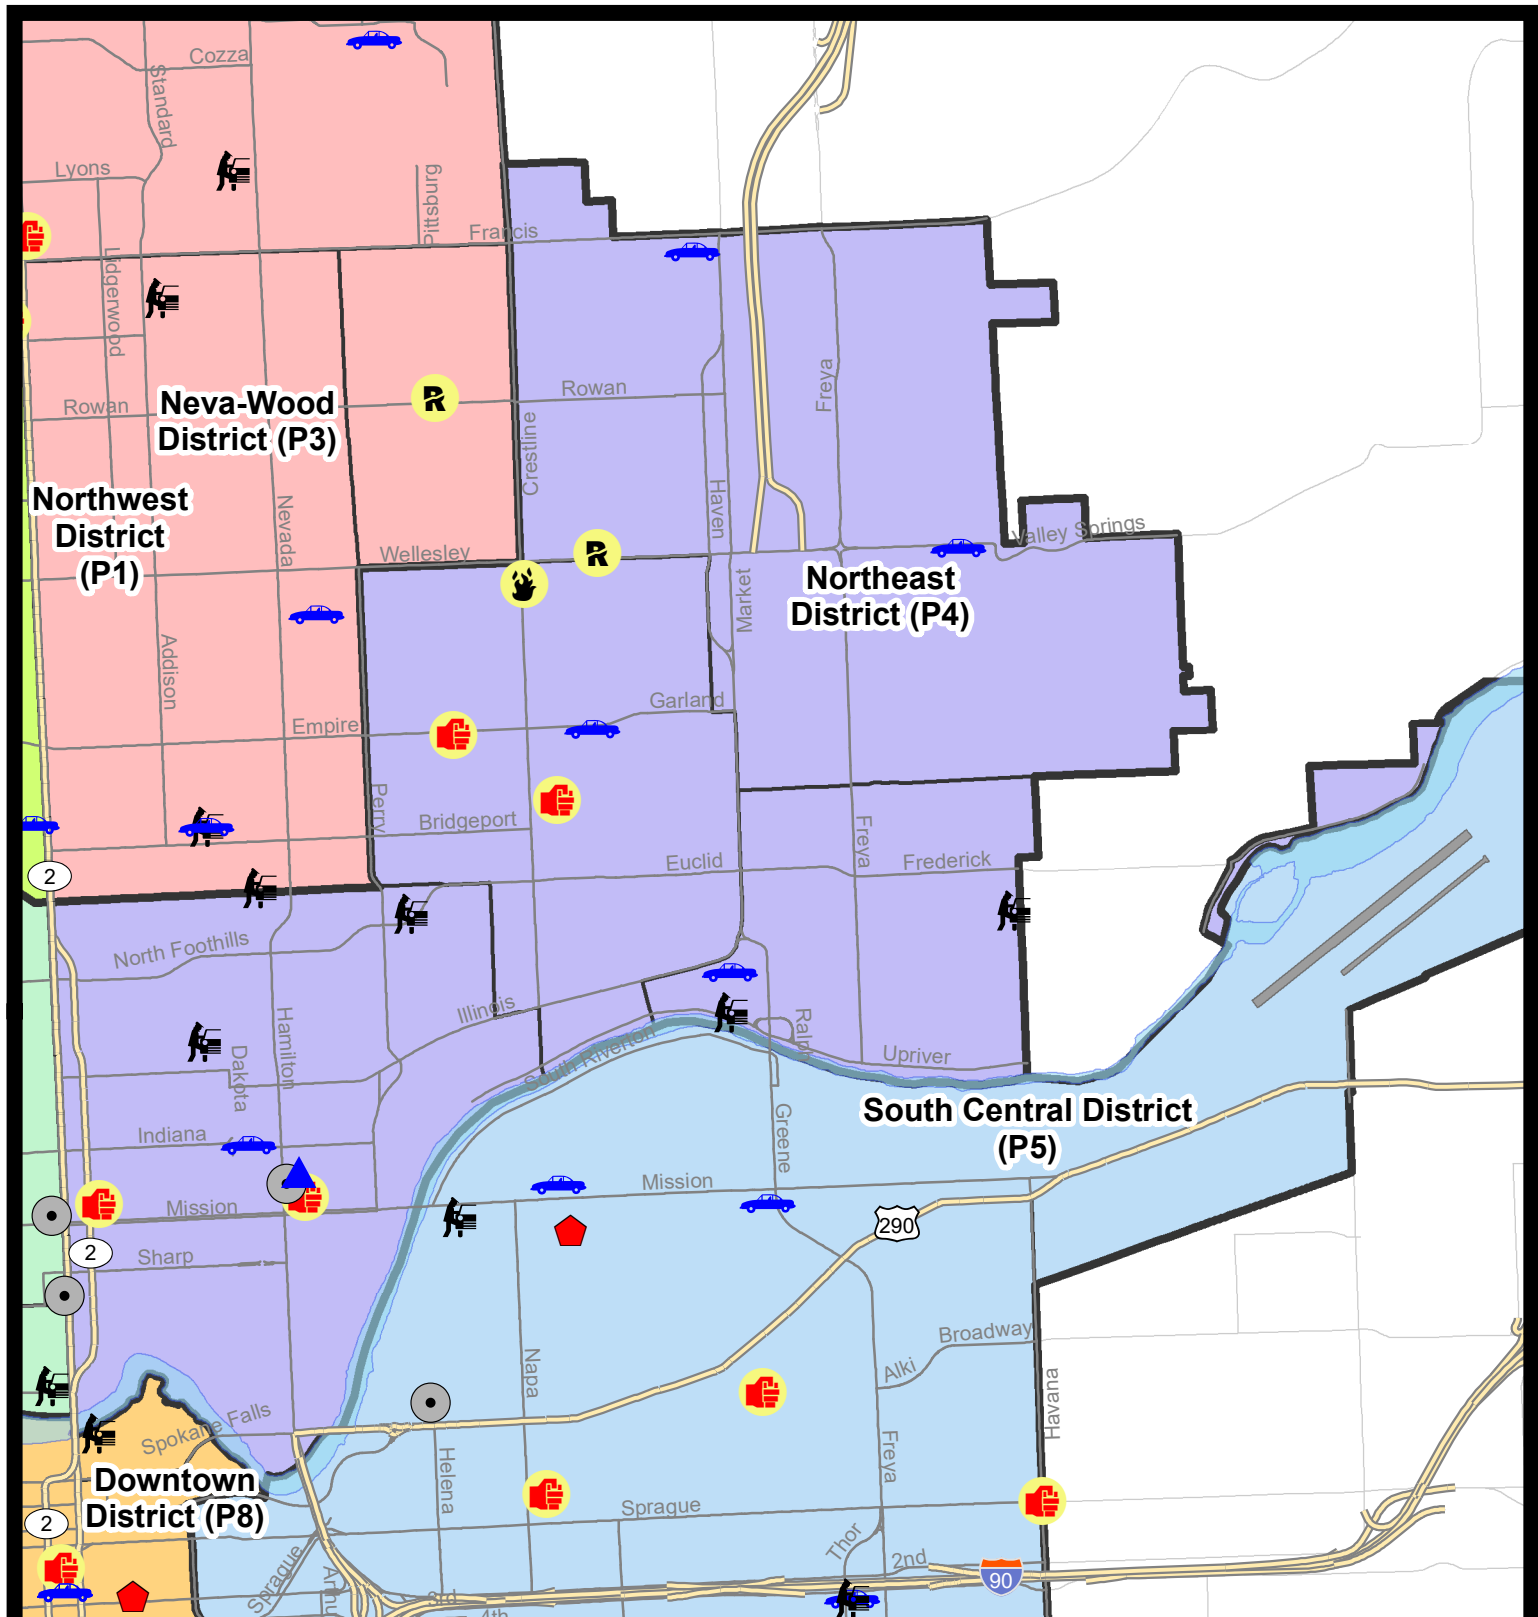 Cozza
Standard
Lyons
Pittsburg
Francis
Lidgerwood
Rowan
Neva-Wood
District (P3)
Rowan
Freya
Crestline
Northwest
District
(P1)
Nevada
Haven
Valley Springs
Wellesley
Northeast
District (P4)
Market
Addison
Garland
Empire
Perry
Bridgeport
Freya
Euclid
Frederick
2
North Foothills
Illinois
Hamilton
Dakota
South Riverton
Ralph
Upriver
South Central District
(P5)
Greene
Indiana
Mission
Mission
290
2
Sharp
Broadway
Napa
Alki
Havana
Spokane Falls
Helena
Freya
Downtown
District (P8)
2
Sprague
Sprague
Thor
2nd
90
3rd
4th